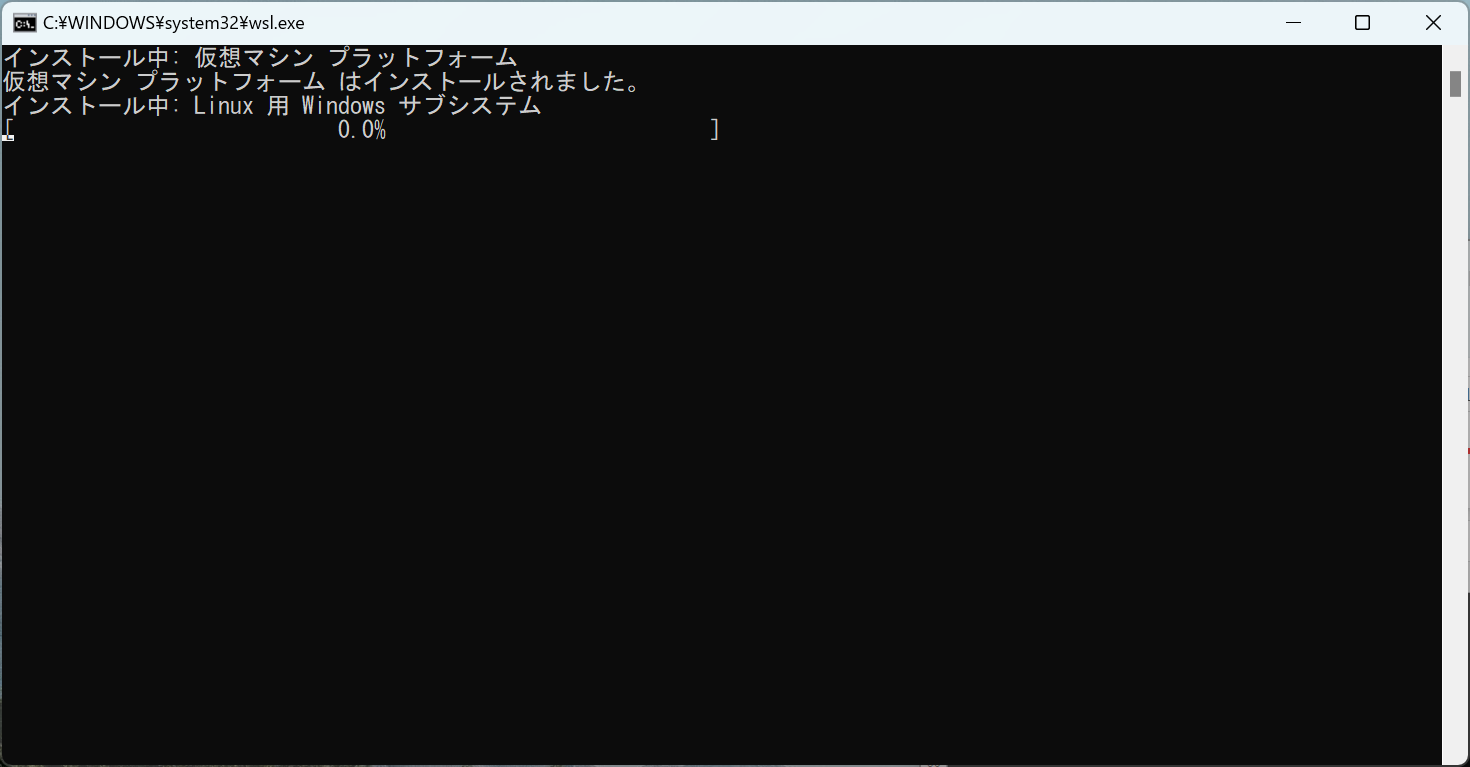 C:¥WINDOWS¥system32¥wsl.exe
インストール中: 仮想マシン プラットフォーム
仮想マシン プラットフォーム はインストールされました。
インストール中: Linux 用 Windows サブシステム
[                           0.0%                           ]